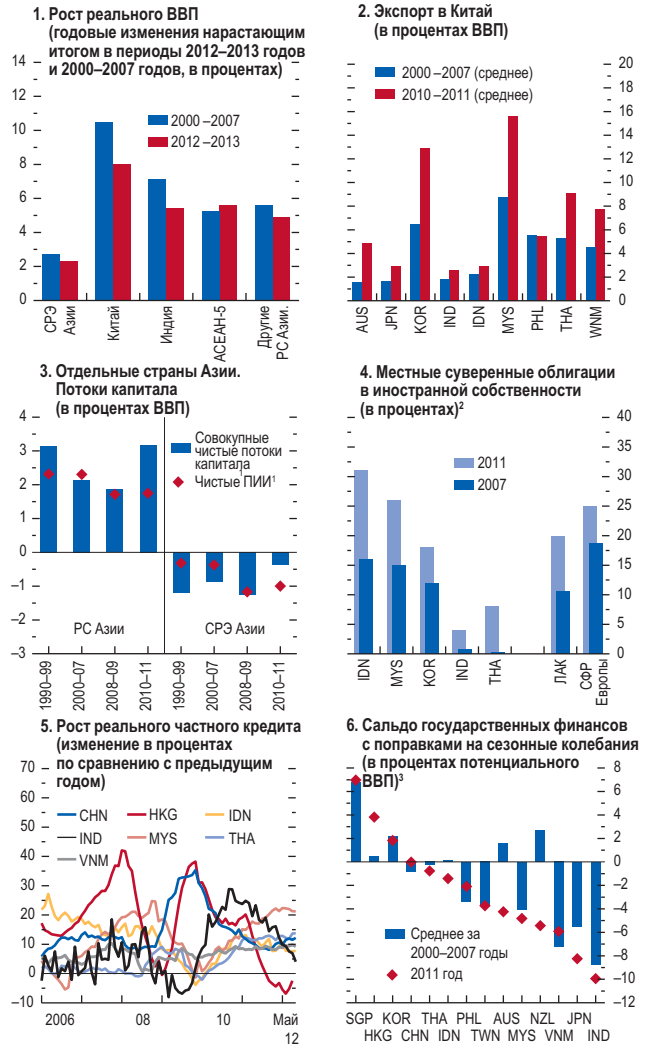 1. Рост реального ВВП
(годовые изменения нарастающим
итогом в периоды 2012–2013 годов
и 2000–2007 годов, в процентах)
14
12
10
8
6
4
2
0
2000–2007
2012–2013
СРЭ Азии
Китай
Индия
АСЕАН-5
Другие РС Азии.
2. Экспорт в Китай
(в процентах ВВП)
20
18
16
14
12
10
8
6
4
2
0
2000–2007 (среднее)
2010–2011 (среднее)
AUS
JPN
KOR
IND
IDN
MYS
PHL
THA
WNM
3. Отдельные страны Азии.
Потоки капитала
(в процентах ВВП)
4
3
2
1
0
–1
–2
–3
Совокупные
чистые потоки
капитала
Чистые ПИИ¹
РС Азии
СРЭ Азии
1990–99
2000–07
2008–09
2010–11
1990–99
2000–07
2008–09
2010–11
4. Местные суверенные облигации
в иностранной собственности
(в процентах)²
40
35
30
25
20
15
10
5
0
2011
2007
IDN
MYS
KOR
IND
THA
ЛАК
СФР Европы
5. Рост реального частного кредита
(изменение в процентах
по сравнению с предыдущим
годом)
70
60
50
40
30
20
10
0
–10
CHN
HKG
IDN
IND
MYS
THA
VNM
2006
08
10
Май
12
6. Сальдо государственных финансов
с поправками на сезонные колебания
(в процентах потенциального
ВВП)³
8
6
4
2
0
–2
–4
–6
–8
–10
–12
Среднее за
2000–2007 годы
2011 год
SGP KOR THA PHL AUS NZL JPN
HKG CHN IDN TWN MYS VNM IND